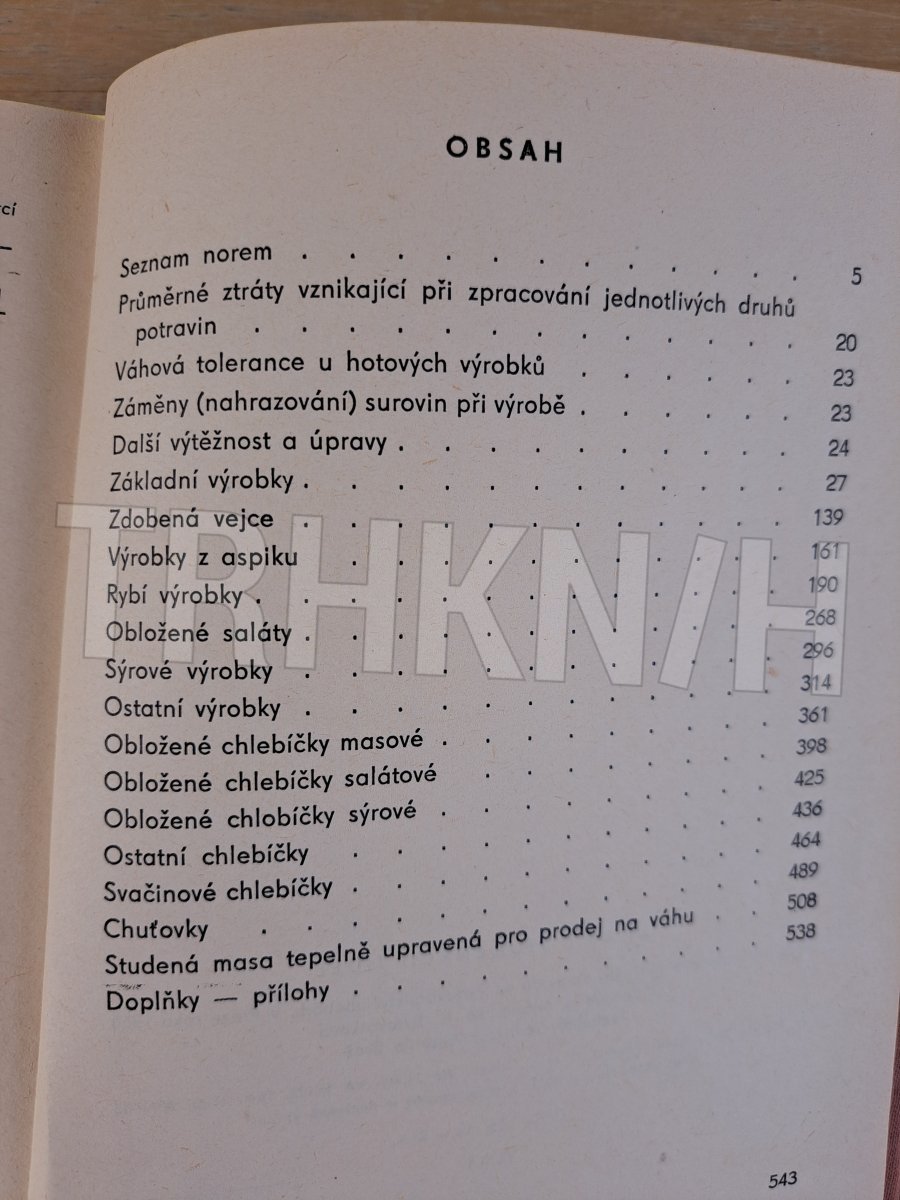 OBSAH
Seznam norem . . . . . . . . . . . 5
Průměrné ztráty vznikající při zpracování jednotlivých druhů
potravin . . . . . . . . . . . . 20
Váhová tolerance u hotových výrobků . . . . . 23
Záměny (nahrazování) surovin při výrobě . . . . . 23
Další výtěžnost a úpravy . . . . . . . . . 24
Základní výrobky . . . . . . . . . . . 27
Zdobená vejce . . . . . . . . . . . 139
Výrobky z aspiku . . . . . . . . . . 161
Rybí výrobky . . . . . . . . . . . . 190
Obložené saláty . . . . . . . . . . . 268
Sýrové výrobky . . . . . . . . . . . 296
Ostatní výrobky . . . . . . . . . . . 314
Obložené chlebíčky masové . . . . . . . . 361
Obložené chlebíčky salátové . . . . . . . 398
Obložené chlobíčky sýrové . . . . . . . . 425
Ostatní chlebíčky . . . . . . . . . . 436
Svačinové chlebíčky . . . . . . . . . . 464
Chuťovky . . . . . . . . . . . . 489
Studená masa tepelně upravená pro prodej na váhu . . 508
Doplňky — přílohy . . . . . . . . . . 538
543
TRHKN/H